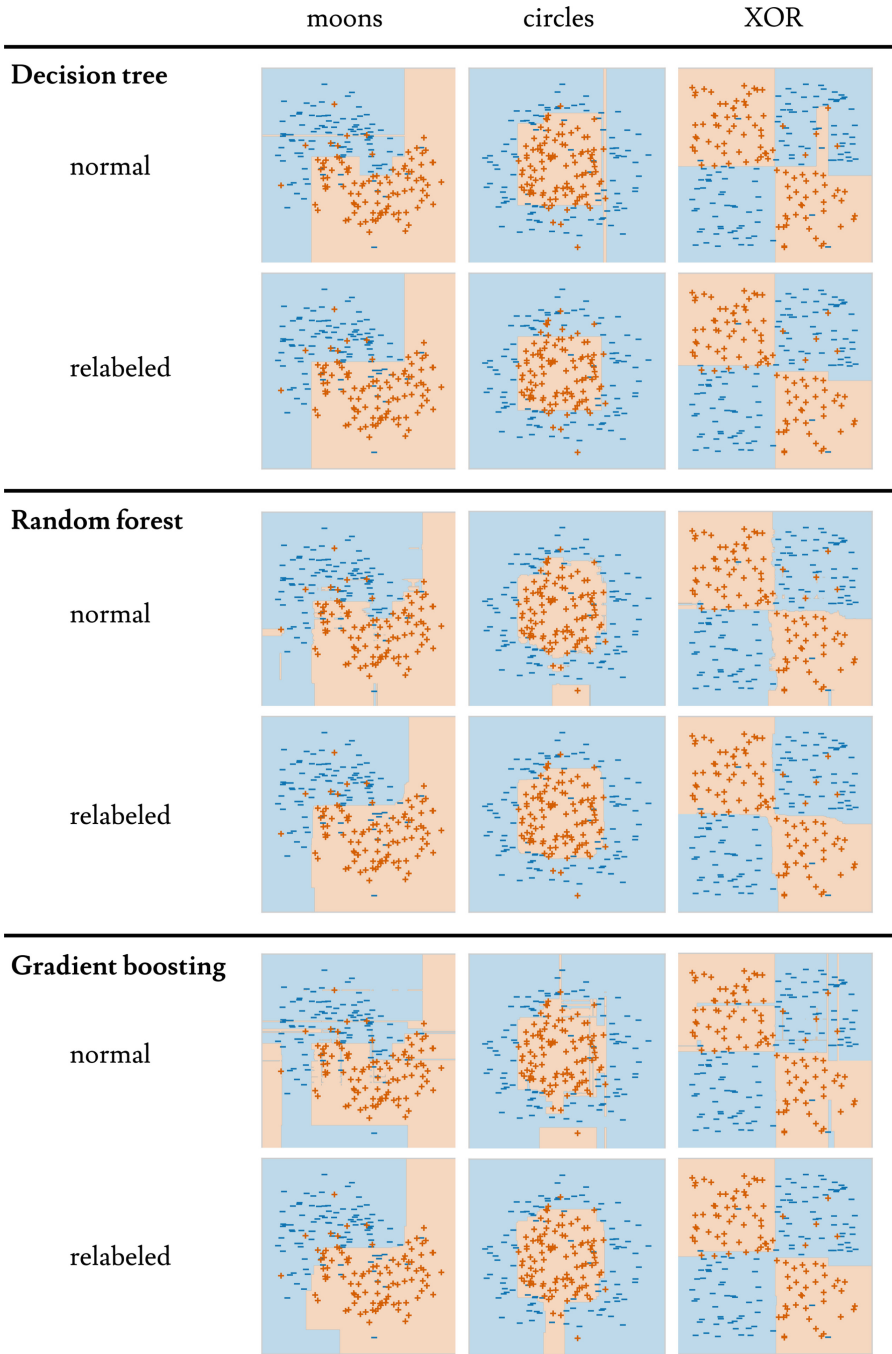 moons circles XOR
Decision tree
normal
relabeled
Random forest
normal
relabeled
Gradient boosting
normal
relabeled